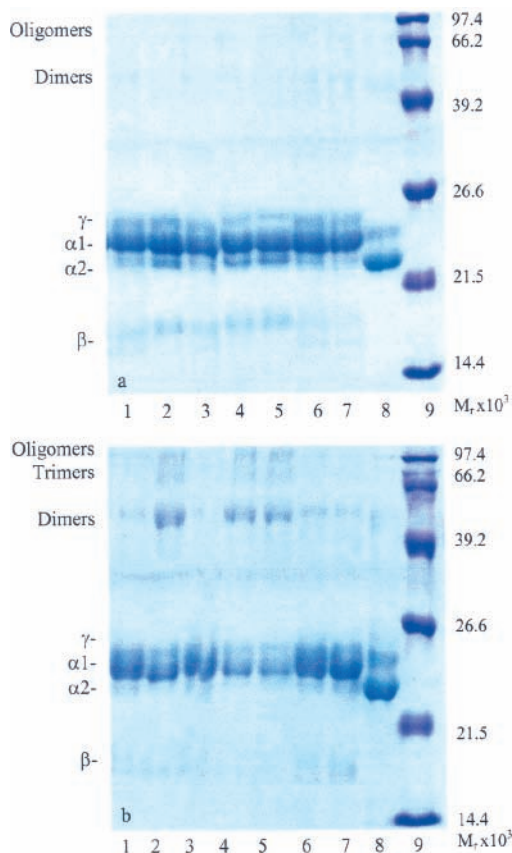 Oligomers
Dimers
γ-
α1-
α2-
β-
a
97.4
66.2
39.2
26.6
21.5
14.4
1 2 3 4 5 6 7 8 9 Mr x10³
Oligomers
Trimers
Dimers
γ-
α1-
α2-
β-
b
97.4
66.2
39.2
26.6
21.5
14.4
1 2 3 4 5 6 7 8 9 Mr x10³